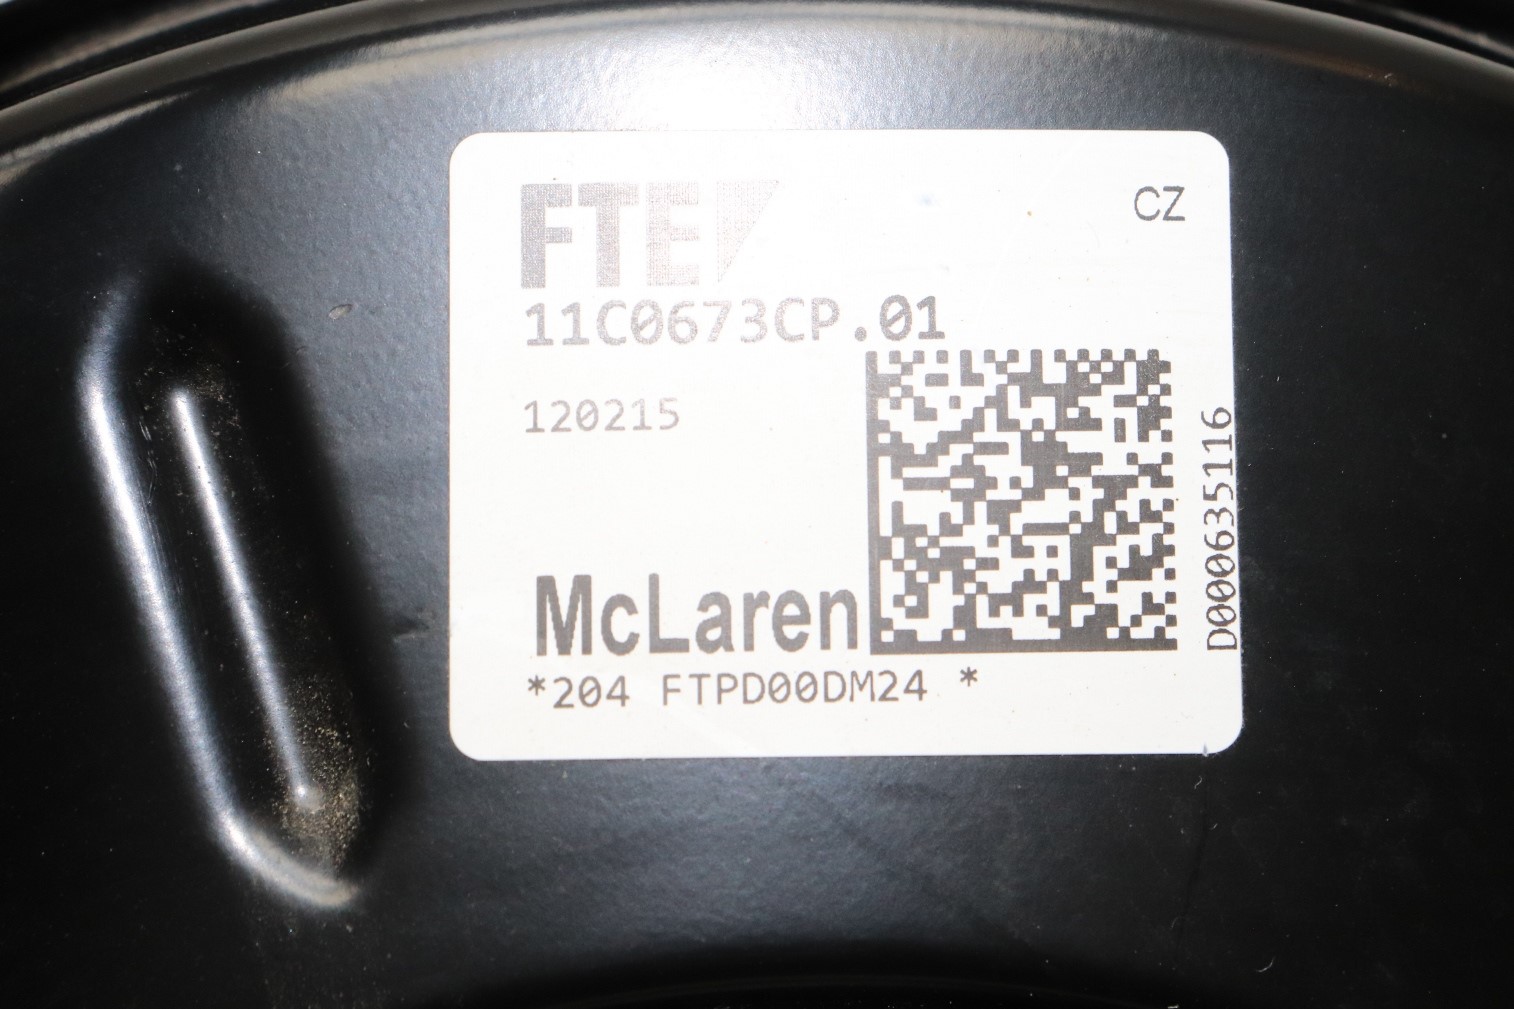 FTE
CZ
11C0673CP.01
120215
D000635116
McLaren
*204 FTPD00DM24 *